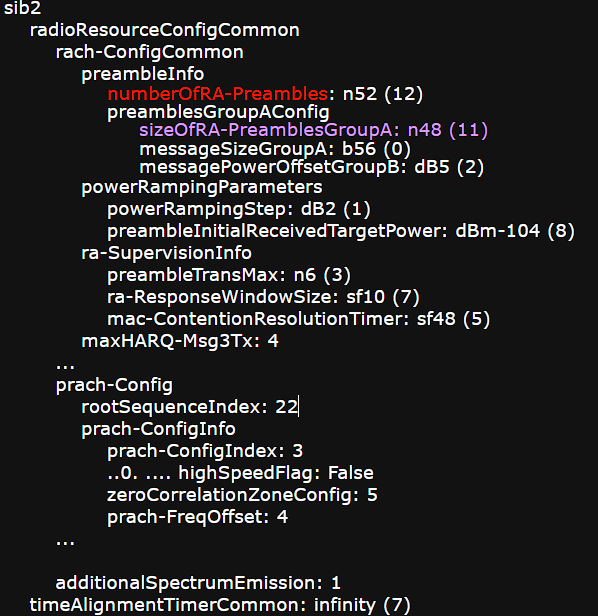 sib2
radioResourceConfigCommon
rach-ConfigCommon
preambleInfo
numberOfRA-Preambles: n52 (12)
preamblesGroupAConfig
sizeOfRA-PreamblesGroupA: n48 (11)
messageSizeGroupA: b56 (0)
messagePowerOffsetGroupB: dB5 (2)
powerRampingParameters
powerRampingStep: dB2 (1)
preambleInitialReceivedTargetPower: dBm-104 (8)
ra-SupervisionInfo
preambleTransMax: n6 (3)
ra-ResponseWindowSize: sf10 (7)
mac-ContentionResolutionTimer: sf48 (5)
maxHARQ-Msg3Tx: 4
...
prach-Config
rootSequenceIndex: 22
prach-ConfigInfo
prach-ConfigIndex: 3
..0. .... highSpeedFlag: False
zeroCorrelationZoneConfig: 5
prach-FreqOffset: 4
...
additionalSpectrumEmission: 1
timeAlignmentTimerCommon: infinity (7)